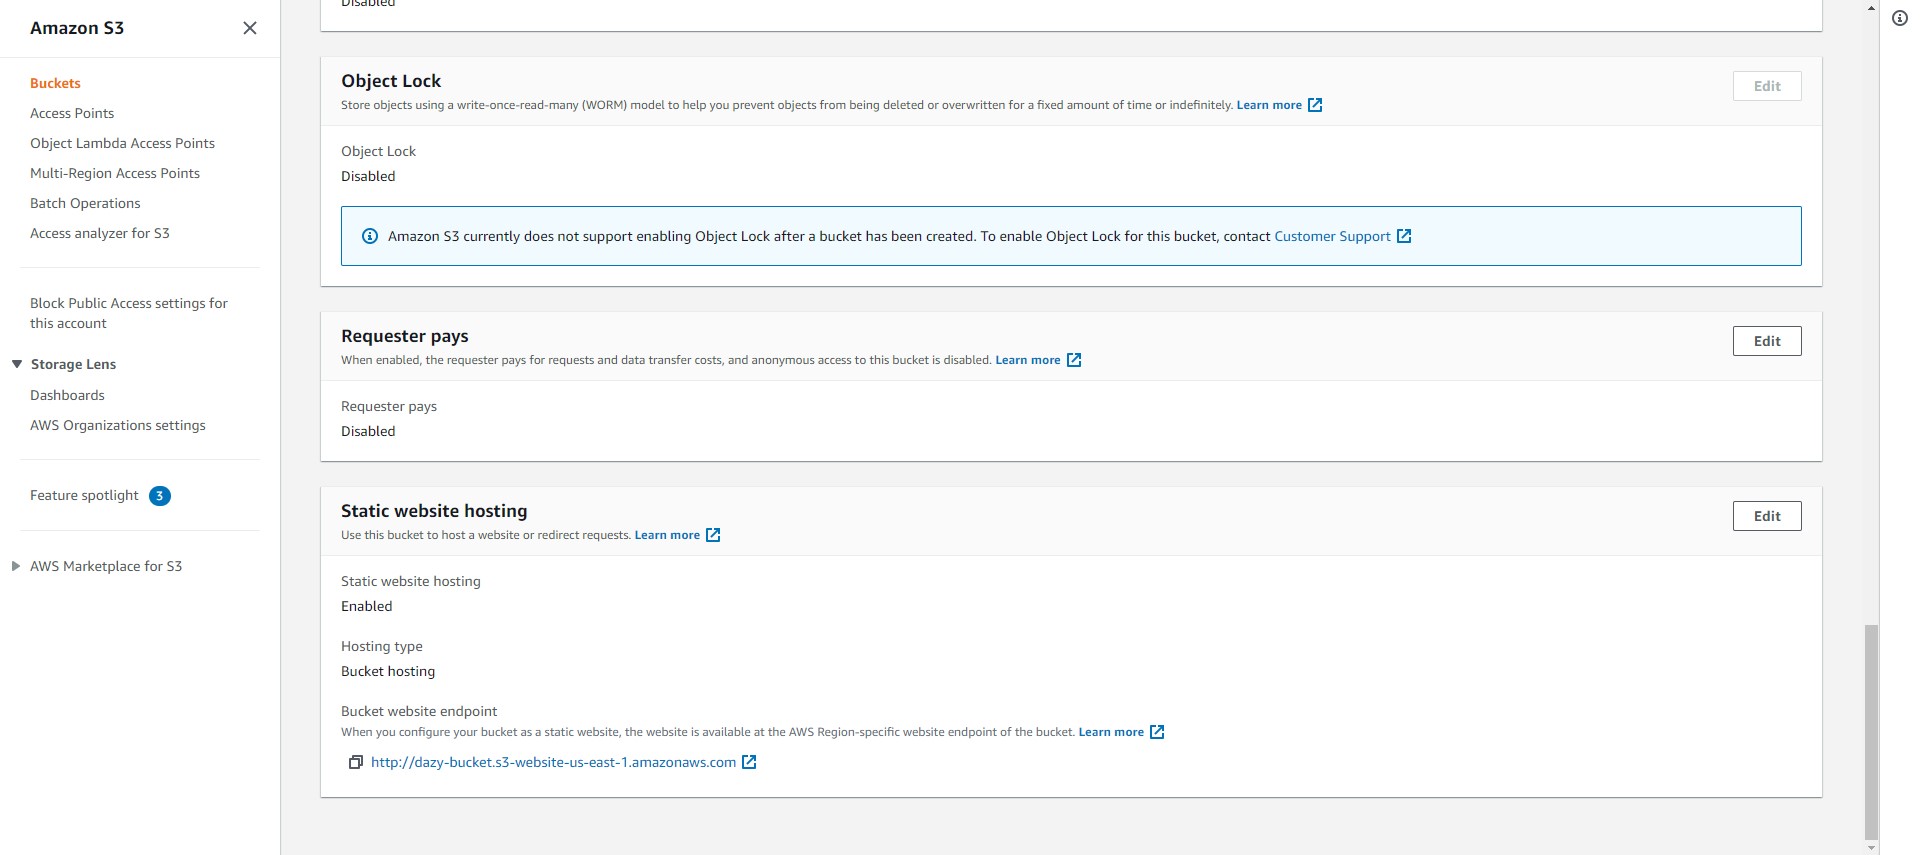 Amazon S3
Buckets
Access Points
Object Lambda Access Points
Multi-Region Access Points
Batch Operations
Access analyzer for S3
Block Public Access settings for
this account
Storage Lens
Dashboards
AWS Organizations settings
Feature spotlight 3
AWS Marketplace for S3
Disabled
Object Lock
Edit
Store objects using a write-once-read-many (WORM) model to help you prevent objects from being deleted or overwritten for a fixed amount of time or indefinitely. Learn more
Object Lock
Disabled
Amazon S3 currently does not support enabling Object Lock after a bucket has been created. To enable Object Lock for this bucket, contact Customer Support
Requester pays
Edit
When enabled, the requester pays for requests and data transfer costs, and anonymous access to this bucket is disabled. Learn more
Requester pays
Disabled
Static website hosting
Edit
Use this bucket to host a website or redirect requests. Learn more
Static website hosting
Enabled
Hosting type
Bucket hosting
Bucket website endpoint
When you configure your bucket as a static website, the website is available at the AWS Region-specific website endpoint of the bucket. Learn more
http://dazy-bucket.s3-website-us-east-1.amazonaws.com